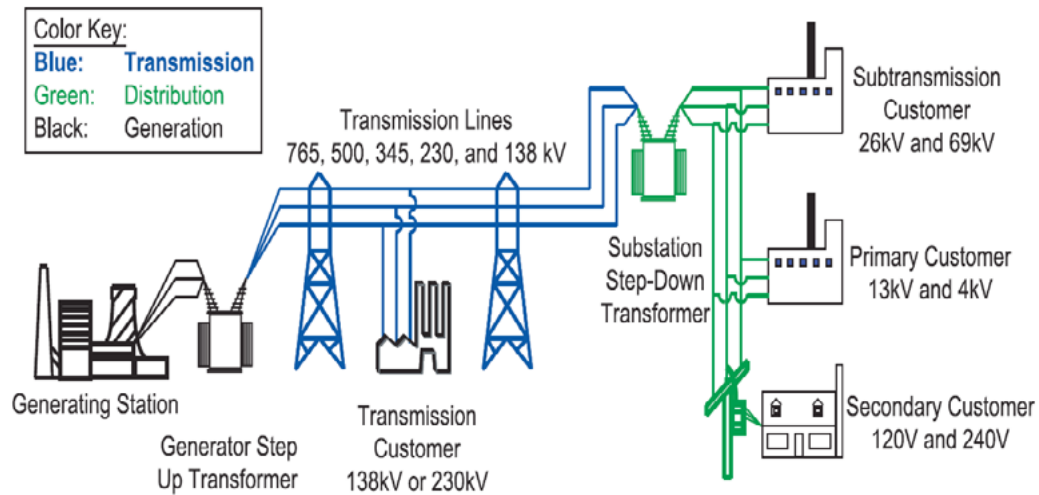 Color Key:
Blue: Transmission
Green: Distribution
Black: Generation
Transmission Lines
765, 500, 345, 230, and 138 kV
Subtransmission
Customer
26kV and 69kV
Substation
Step-Down
Transformer
Primary Customer
13kV and 4kV
Generating Station
Generator Step
Up Transformer
Transmission
Customer
138kV or 230kV
Secondary Customer
120V and 240V